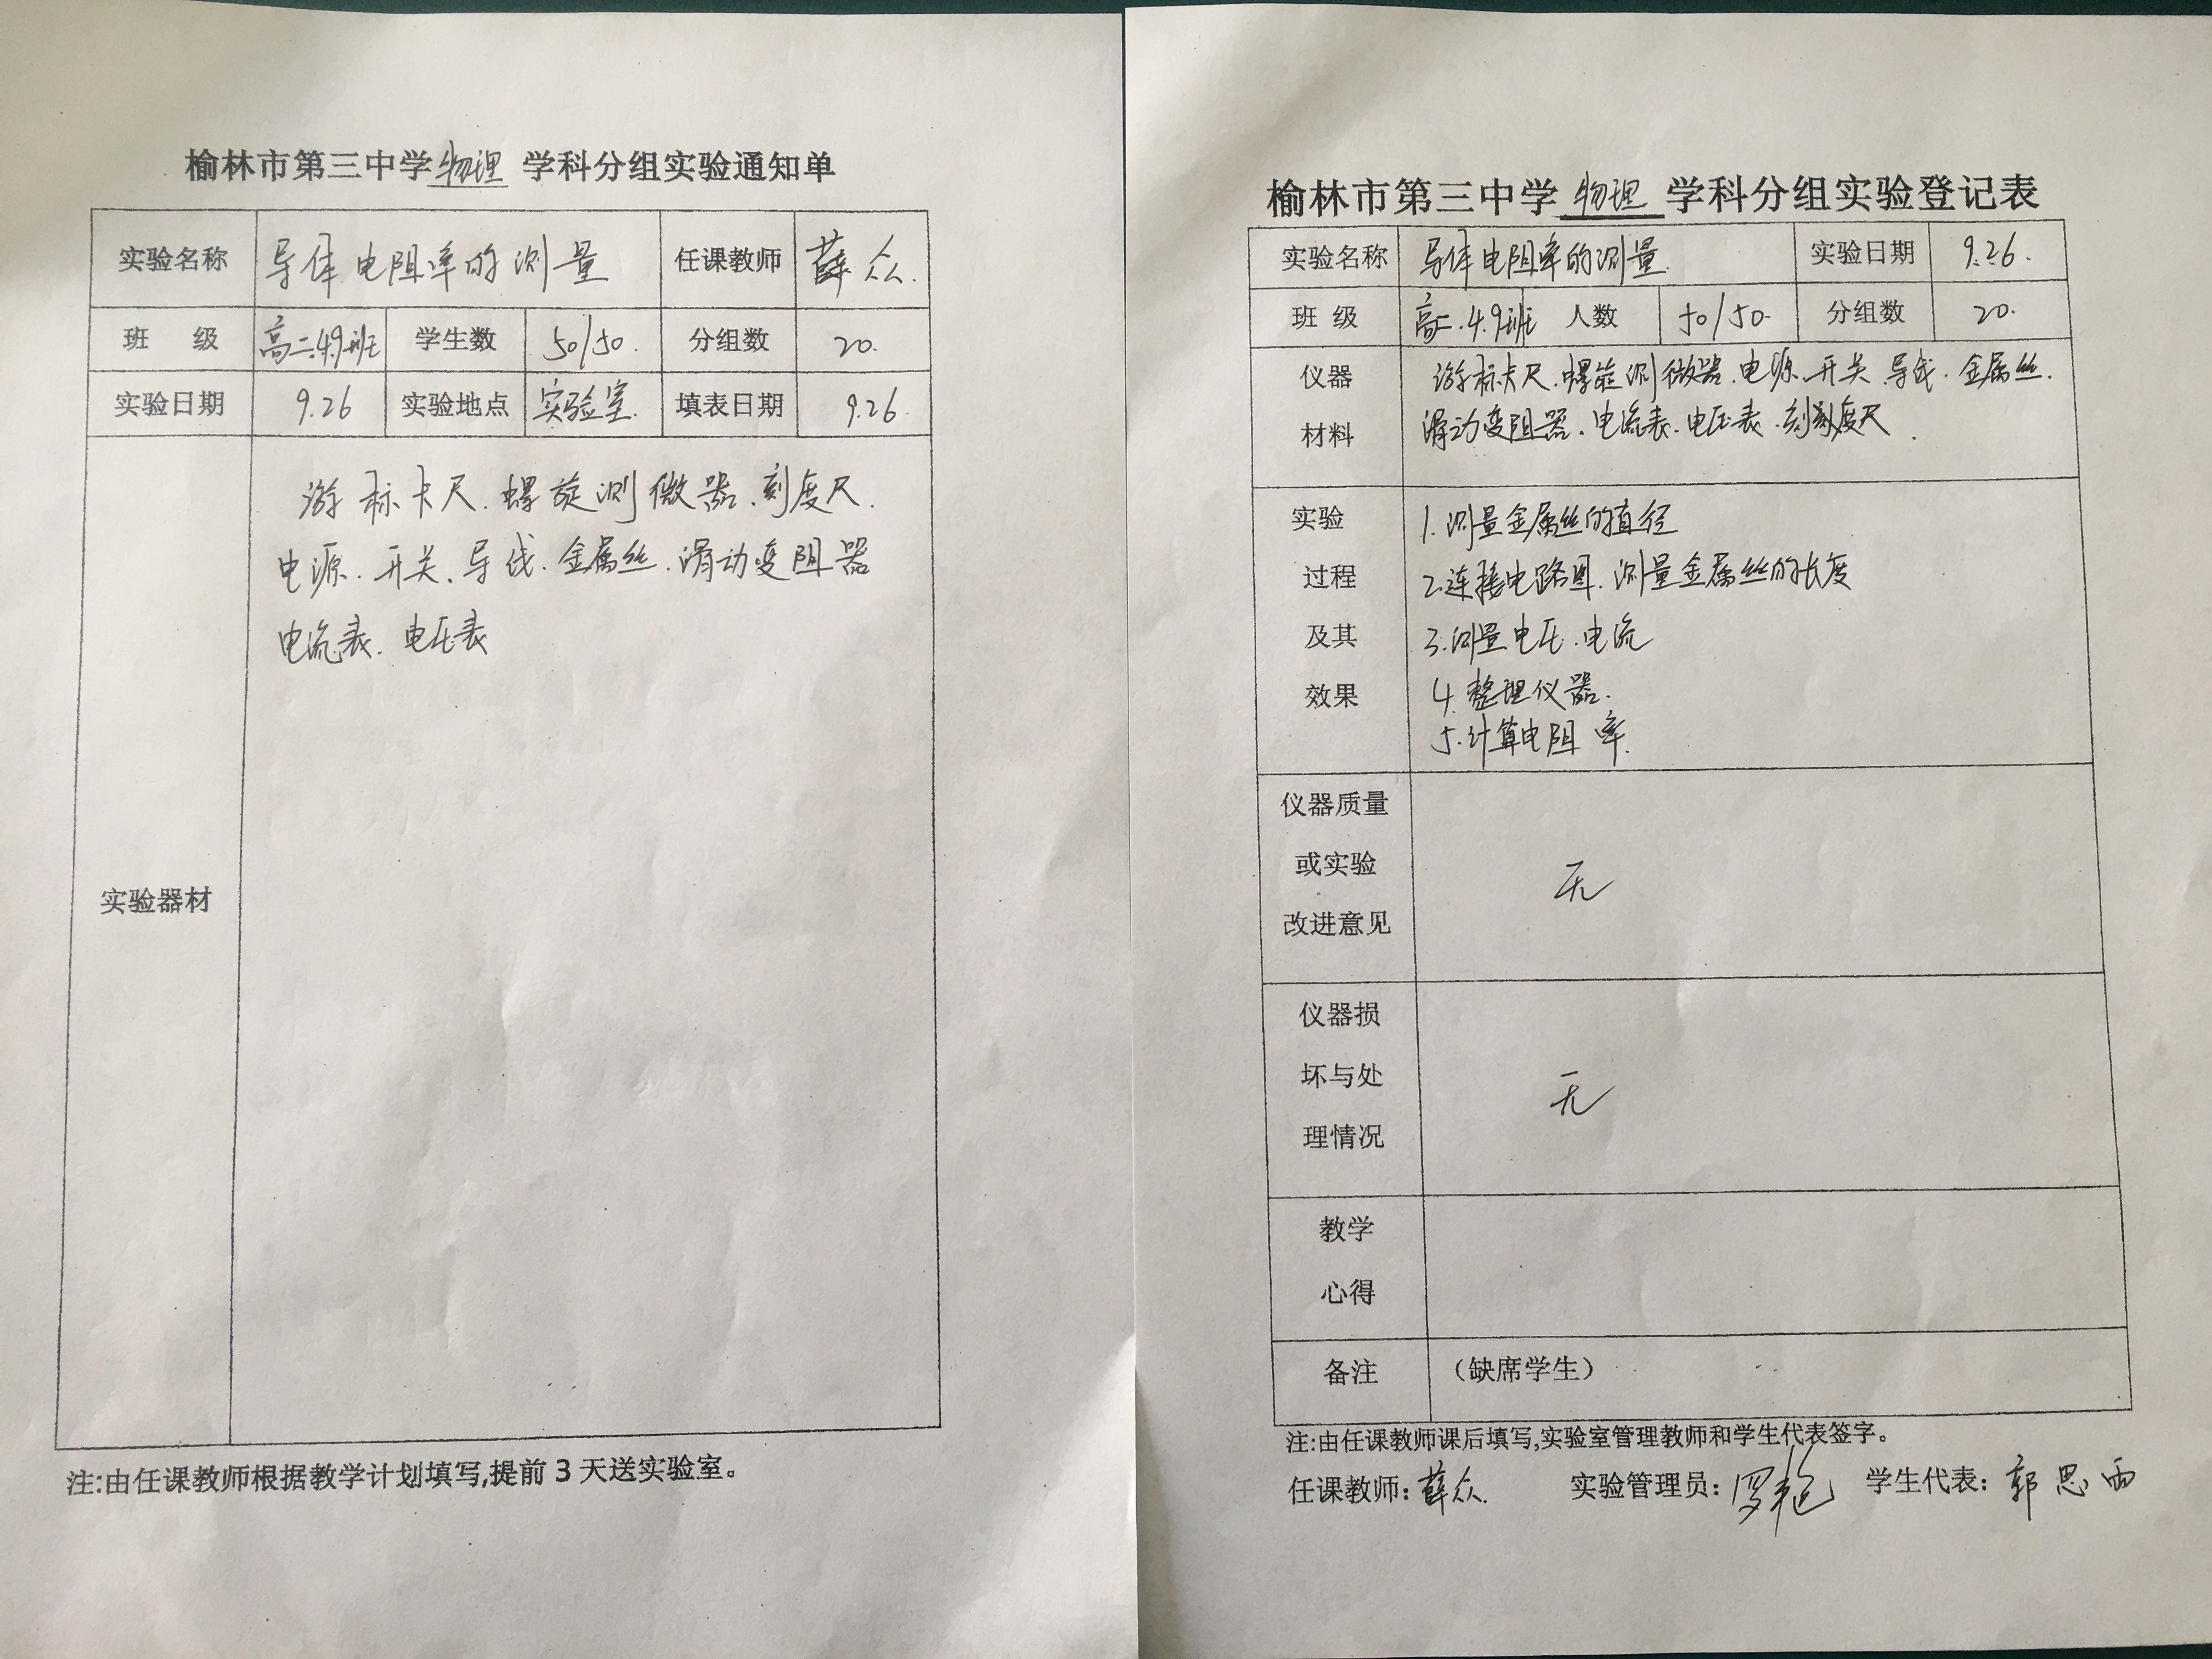 榆林市第三中学 物理 学科分组实验通知单
实验名称 导体电阻率的测量 任课教师 薛众.
班 级 高二.4.9班 学生数 50/50. 分组数 20.
实验日期 9.26 实验地点 实验室. 填表日期 9.26.
实验器材
游标卡尺.螺旋测微器.刻度尺.
电源.开关.导线.金属丝.滑动变阻器
电流表.电压表
注:由任课教师根据教学计划填写,提前3天送实验室。
榆林市第三中学 物理 学科分组实验登记表
实验名称 导体电阻率的测量. 实验日期 9.26.
班 级 高二.4.9班 人数 50/50. 分组数 20.
仪器 游标卡尺.螺旋测微器.电源.开关.导线.金属丝.
材料 滑动变阻器.电流表.电压表.刻度尺.
实验 1.测量金属丝的直径
过程 2.连接电路图.测量金属丝的长度
及其 3.测量电压.电流
效果 4.整理仪器.
5.计算电阻率.
仪器质量
或实验 无
改进意见
仪器损
坏与处 无
理情况
教学
心得
备注 (缺席学生)
注:由任课教师课后填写,实验室管理教师和学生代表签字。
任课教师:薛众. 实验管理员:罗 学生代表:郭思雨